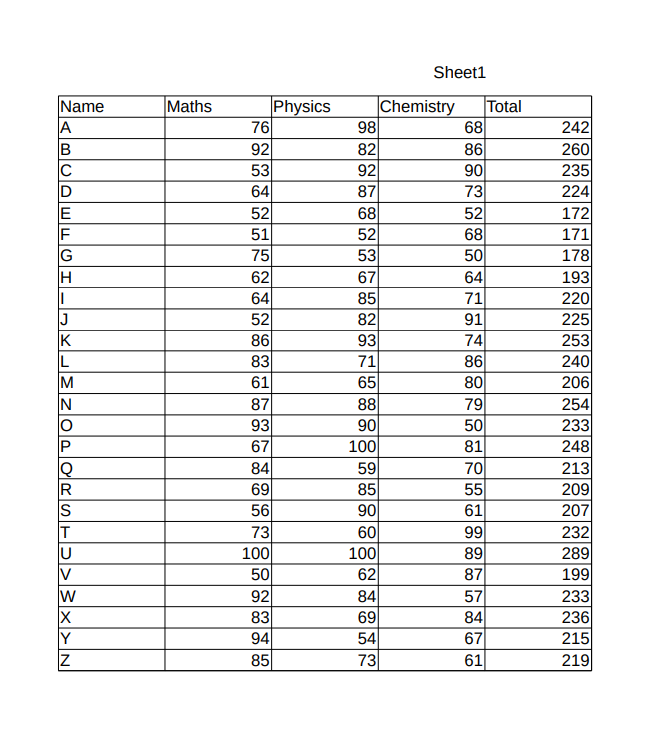 Sheet1
Name Maths Physics Chemistry Total
A 76 98 68 242
B 92 82 86 260
C 53 92 90 235
D 64 87 73 224
E 52 68 52 172
F 51 52 68 171
G 75 53 50 178
H 62 67 64 193
I 64 85 71 220
J 52 82 91 225
K 86 93 74 253
L 83 71 86 240
M 61 65 80 206
N 87 88 79 254
O 93 90 50 233
P 67 100 81 248
Q 84 59 70 213
R 69 85 55 209
S 56 90 61 207
T 73 60 99 232
U 100 100 89 289
V 50 62 87 199
W 92 84 57 233
X 83 69 84 236
Y 94 54 67 215
Z 85 73 61 219